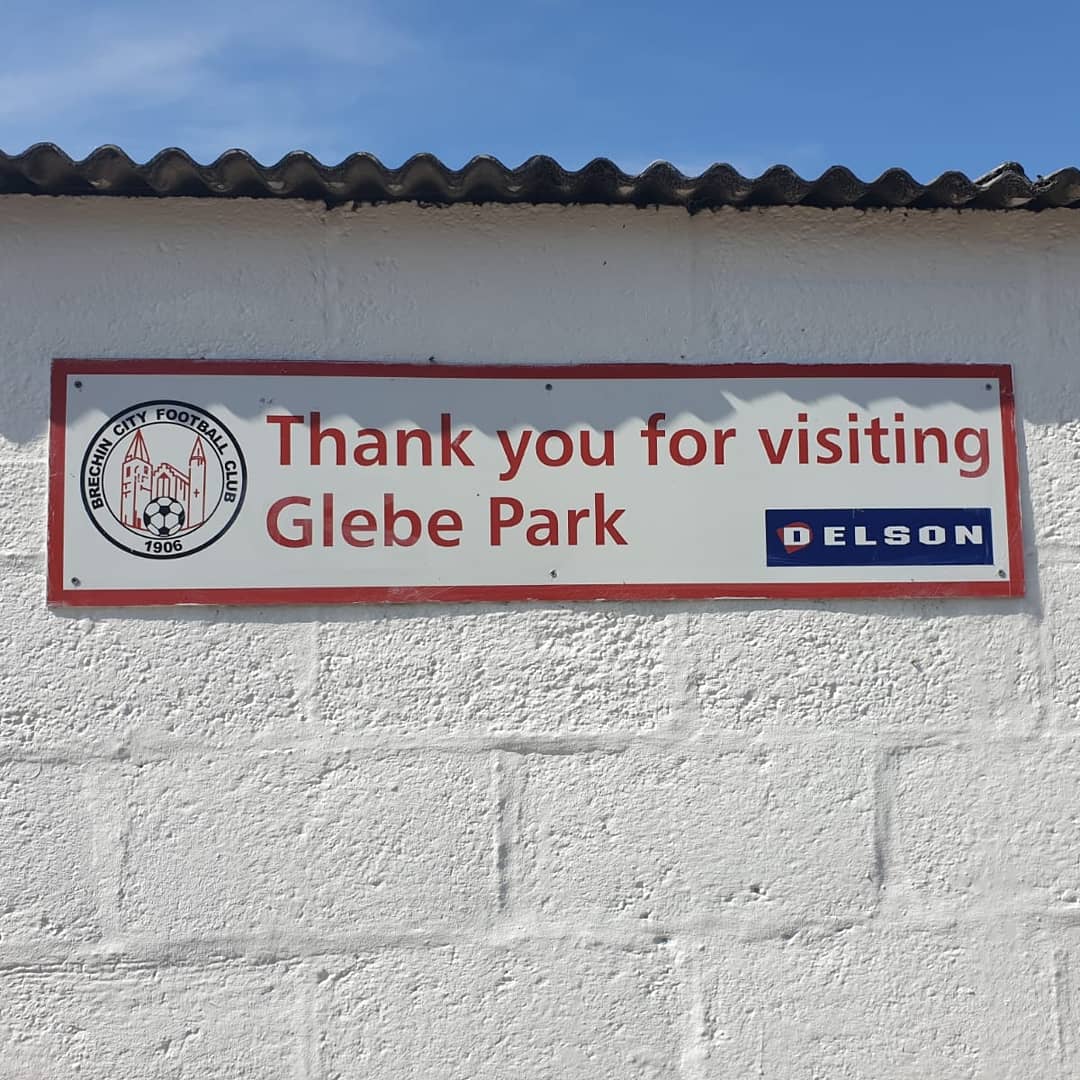 BRECHIN CITY FOOTBALL CLUB
1906
Thank you for visiting
Glebe Park
DELSON